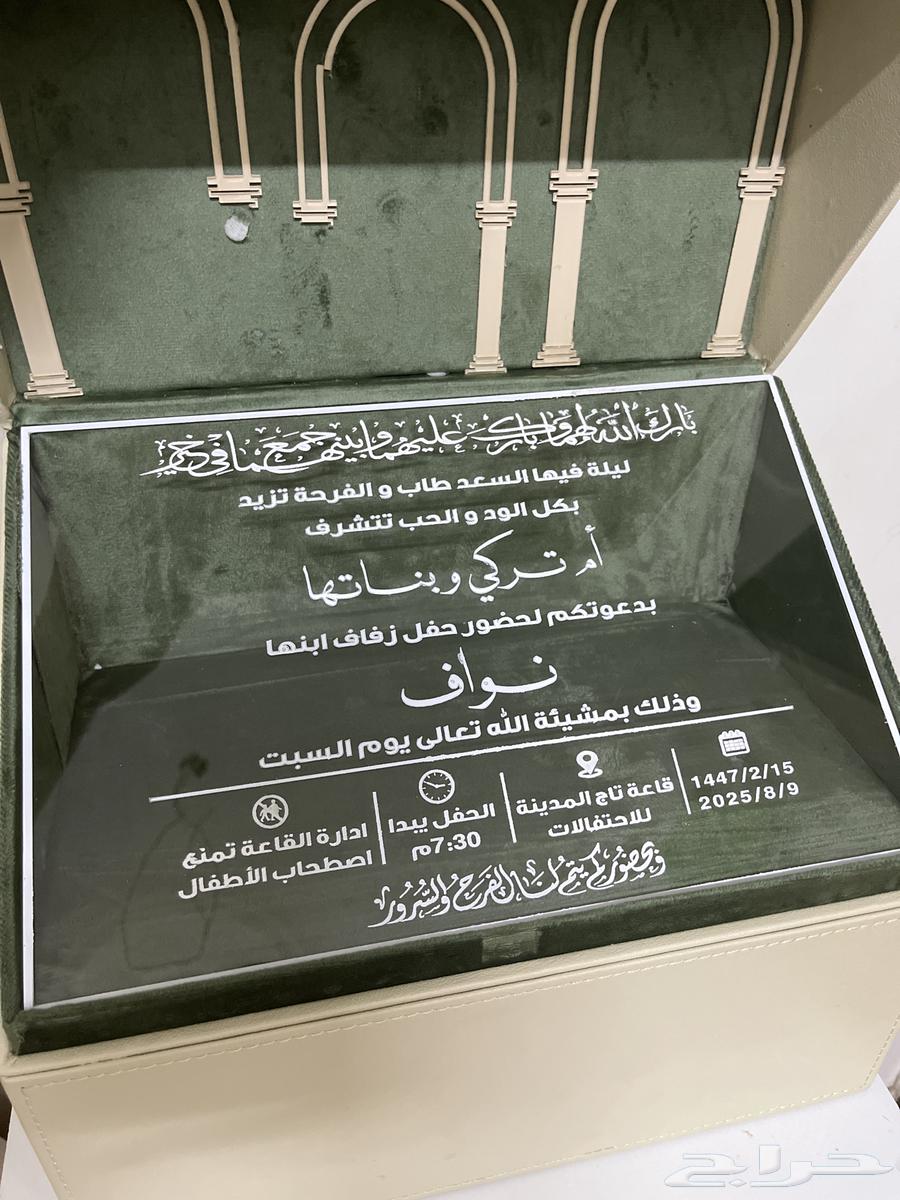 بارك الله لهما وبارك عليهما وجمع بينهما في خير
ليلة فيها السعد طاب و الفرحة تزيد
بكل الود و الحب تتشرف
أم تركي وبناتها
بدعوتكم لحضور حفل زفاف ابنها
نواف
وذلك بمشيئة الله تعالى يوم السبت
1447/2/15
2025/8/9
قاعة تاج المدينة
للاحتفالات
الحفل يبدا
7:30م
ادارة القاعة تمنع
اصطحاب الأطفال
وبحضوركم يتم لنا الفرح والسرور
حراج